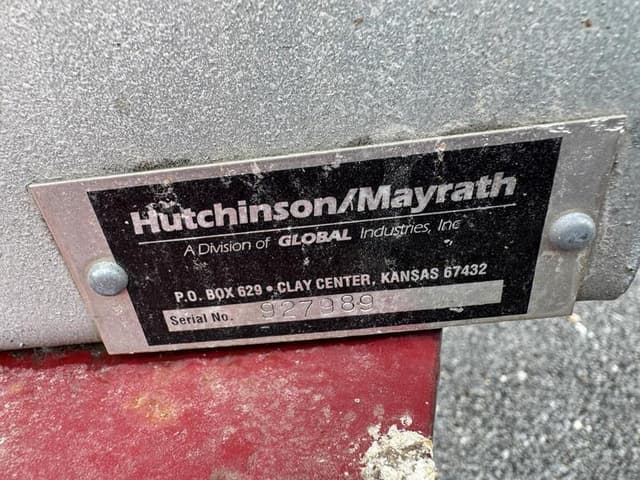 Hutchinson/Mayrath
A Division of GLOBAL Industries, Inc
P.O. BOX 629 • CLAY CENTER, KANSAS 67432
Serial No. 927989